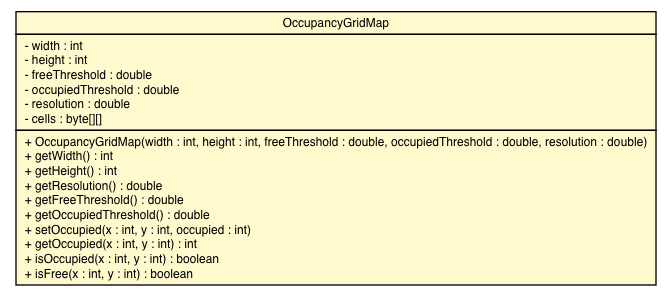 OccupancyGridMap
- width : int
- height : int
- freeThreshold : double
- occupiedThreshold : double
- resolution : double
- cells : byte[][]
+ OccupancyGridMap(width : int, height : int, freeThreshold : double, occupiedThreshold : double, resolution : double)
+ getWidth() : int
+ getHeight() : int
+ getResolution() : double
+ getFreeThreshold() : double
+ getOccupiedThreshold() : double
+ setOccupied(x : int, y : int, occupied : int)
+ getOccupied(x : int, y : int) : int
+ isOccupied(x : int, y : int) : boolean
+ isFree(x : int, y : int) : boolean